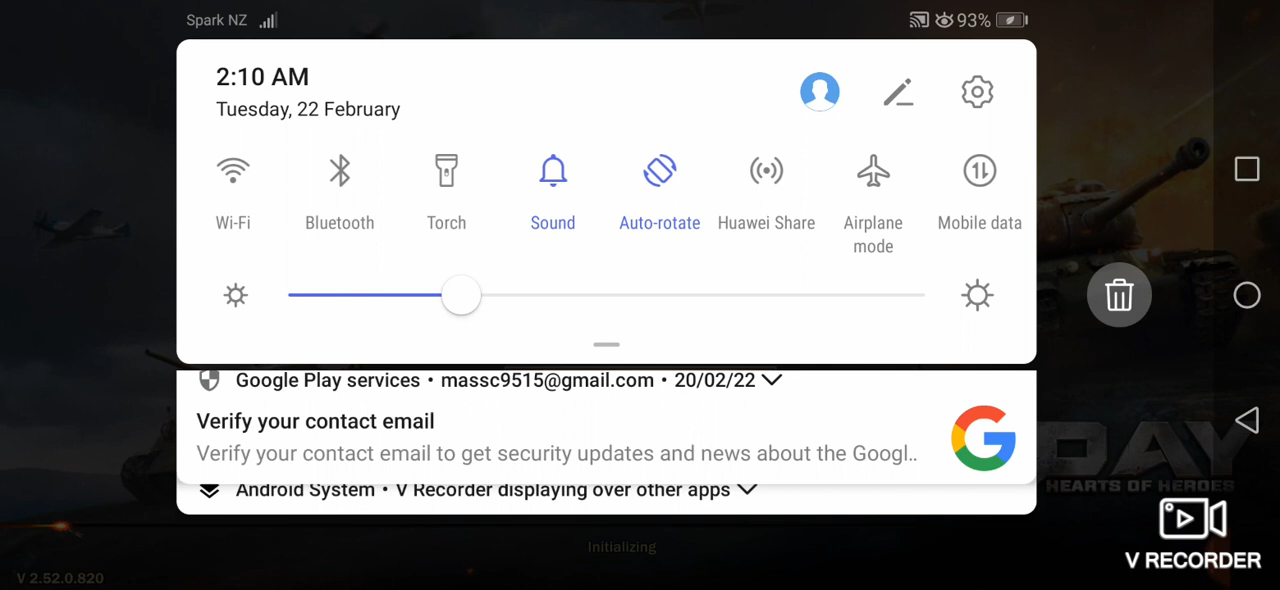 Spark NZ
93%
2:10 AM
Tuesday, 22 February
Wi-Fi
Bluetooth
Torch
Sound
Auto-rotate
Huawei Share
Airplane
mode
Mobile data
Google Play services • massc9515@gmail.com • 20/02/22
Verify your contact email
Verify your contact email to get security updates and news about the Googl..
Android System • V Recorder displaying over other apps
DAY
HEARTS OF HEROES
V RECORDER
Initializing
V 2.52.0.820